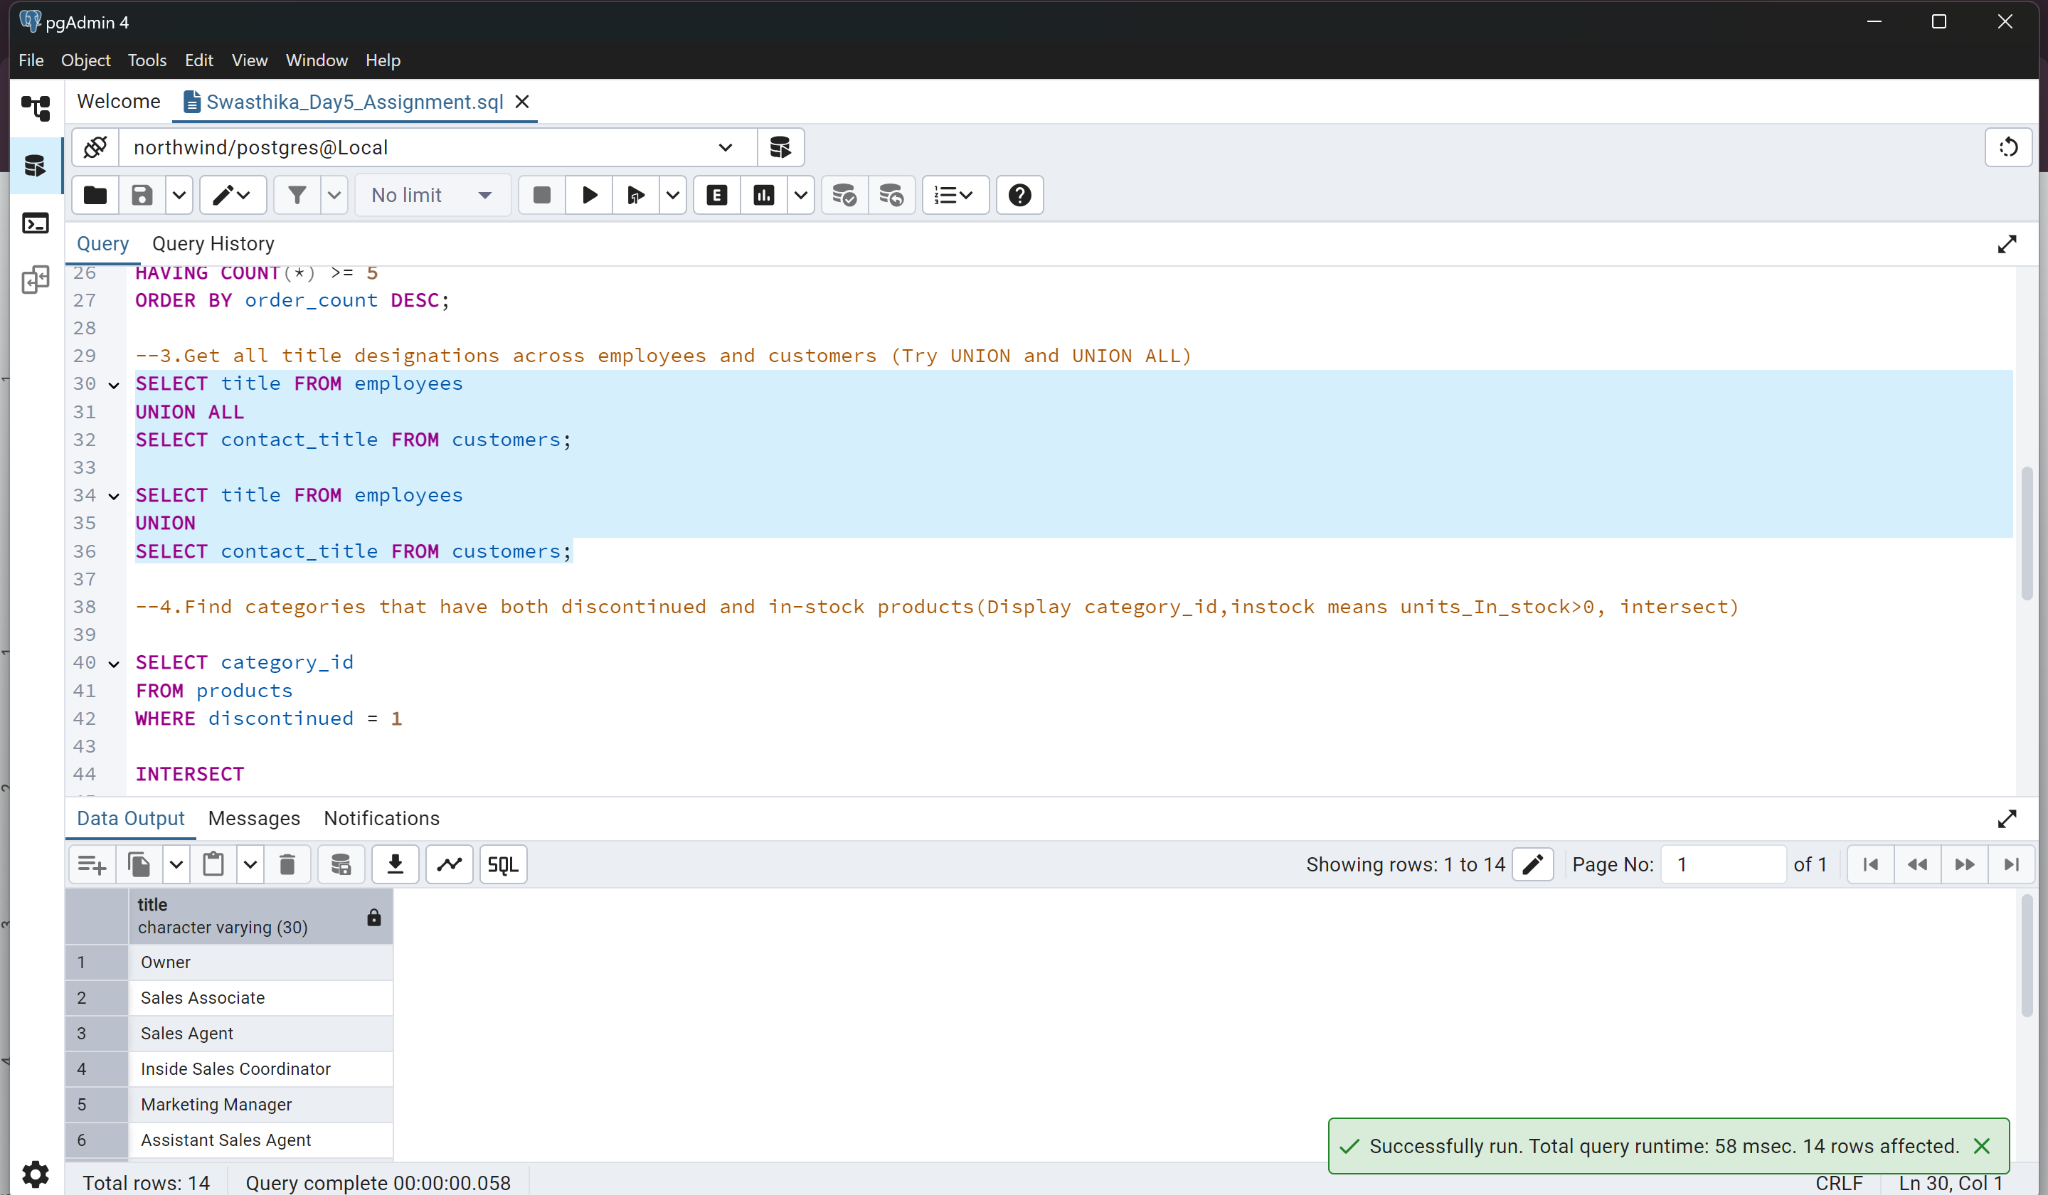 pgAdmin 4
File Object Tools Edit View Window Help
Welcome Swasthika_Day5_Assignment.sql
northwind/postgres@Local
No limit
E
Query Query History
26 HAVING COUNT(*) >= 5
27 ORDER BY order_count DESC;
28
29 --3.Get all title designations across employees and customers (Try UNION and UNION ALL)
30 SELECT title FROM employees
31 UNION ALL
32 SELECT contact_title FROM customers;
33
34 SELECT title FROM employees
35 UNION
36 SELECT contact_title FROM customers;
37
38 --4.Find categories that have both discontinued and in-stock products(Display category_id,instock means units_In_stock>0, intersect)
39
40 SELECT category_id
41 FROM products
42 WHERE discontinued = 1
43
44 INTERSECT
Data Output Messages Notifications
SQL Showing rows: 1 to 14 Page No: 1 of 1
title
character varying (30)
1 Owner
2 Sales Associate
3 Sales Agent
4 Inside Sales Coordinator
5 Marketing Manager
6 Assistant Sales Agent
Successfully run. Total query runtime: 58 msec. 14 rows affected.
Total rows: 14 Query complete 00:00:00.058 CRLF Ln 30, Col 1